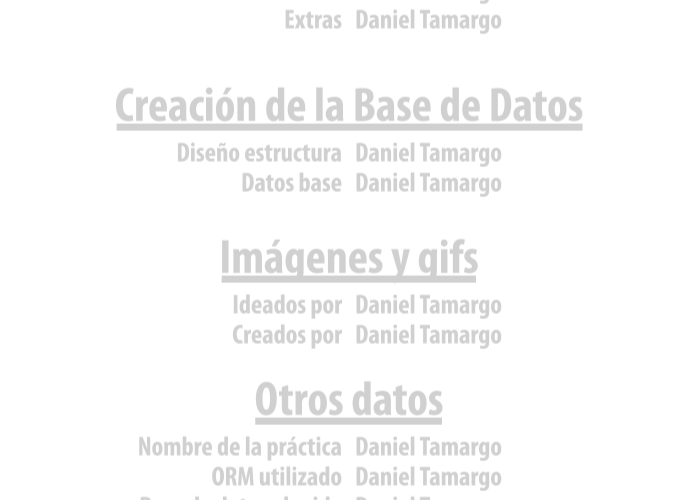 Extras Daniel Tamargo
Creación de la Base de Datos
Diseño estructura Daniel Tamargo
Datos base Daniel Tamargo
Imágenes y gifs
Ideados por Daniel Tamargo
Creados por Daniel Tamargo
Otros datos
Nombre de la práctica Daniel Tamargo
ORM utilizado Daniel Tamargo